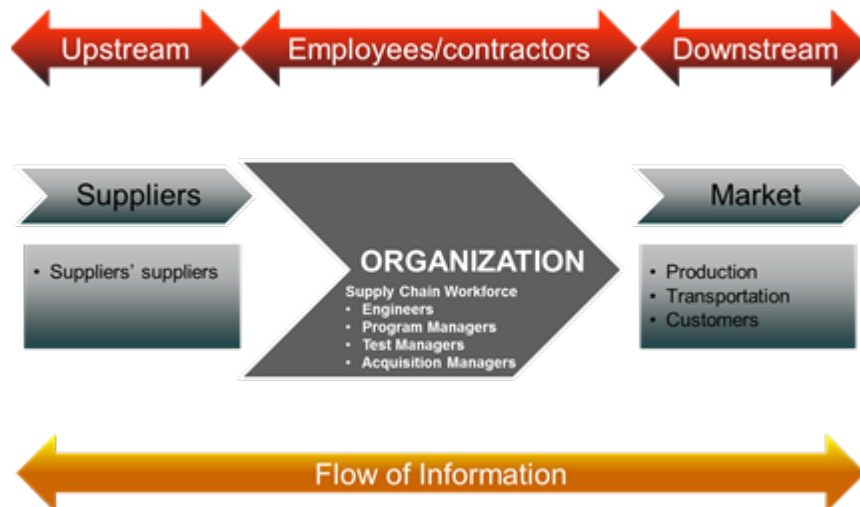 Upstream
Employees/contractors
Downstream
Suppliers
Market
• Suppliers' suppliers
ORGANIZATION
Supply Chain Workforce
• Engineers
• Program Managers
• Test Managers
• Acquisition Managers
• Production
• Transportation
• Customers
Flow of Information